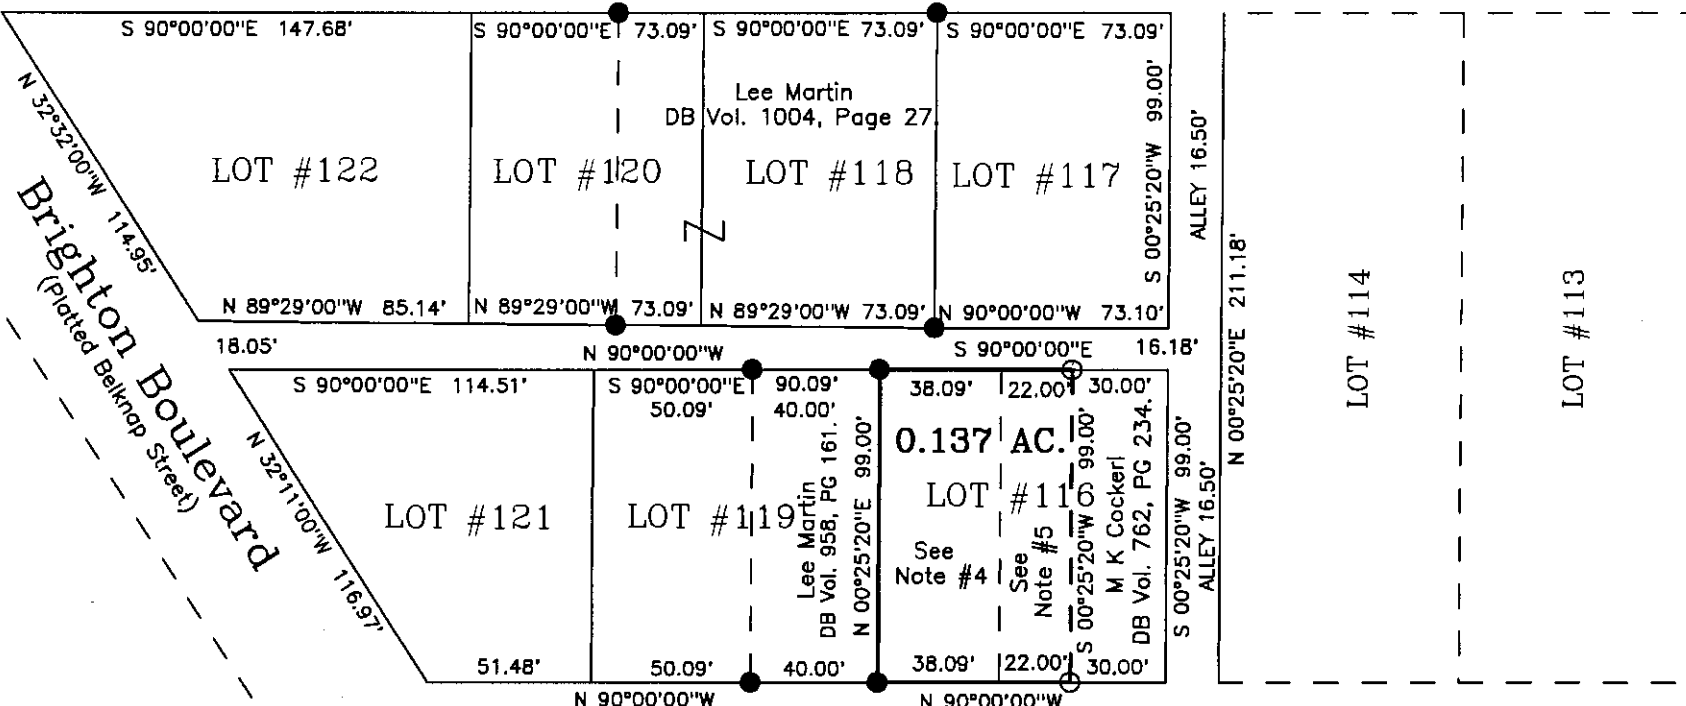 S 90°00'00"E 147.68'
S 90°00'00"E 73.09'
S 90°00'00"E 73.09'
S 90°00'00"E 73.09'
N 32°32'00"W 114.95'
Lee Martin
DB Vol. 1004, Page 27
S 00°25'20"W 99.00'
ALLEY 16.50'
LOT #122
LOT #120
LOT #118
LOT #117
Z
N 89°29'00"W 85.14'
N 89°29'00"W 73.09'
N 89°29'00"W 73.09'
N 90°00'00"W 73.10'
N 00°25'20"E 211.18'
LOT #114
LOT #113
Brighton Boulevard
(Platted Belknap Street)
18.05'
N 90°00'00"W
S 90°00'00"E 16.18'
S 90°00'00"E 114.51'
S 90°00'00"E 90.09'
50.09'
40.00'
38.09'
22.00'
30.00'
N 32°11'00"W 116.97'
LOT #121
LOT #119
Lee Martin
DB Vol. 958, PG 161.
N 00°25'20"E 99.00'
0.137 AC.
LOT #116
See
Note #4
See
Note #5
S 00°25'20"W 99.00'
M K Cockerl
DB Vol. 762, PG 234.
S 00°25'20"W 99.00'
ALLEY 16.50'
51.48'
50.09'
40.00'
38.09'
22.00'
30.00'
N 90°00'00"W
N 90°00'00"W